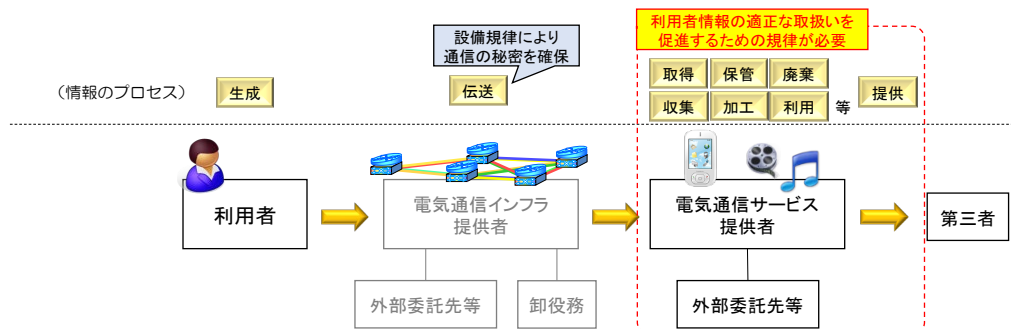 利用者情報の適正な取扱いを
促進するための規律が必要
設備規律により
通信の秘密を確保
(情報のプロセス)
生成
伝送
取得
保管
廃棄
収集
加工
利用
等
提供
利用者
電気通信インフラ
提供者
電気通信サービス
提供者
第三者
外部委託先等
卸役務
外部委託先等